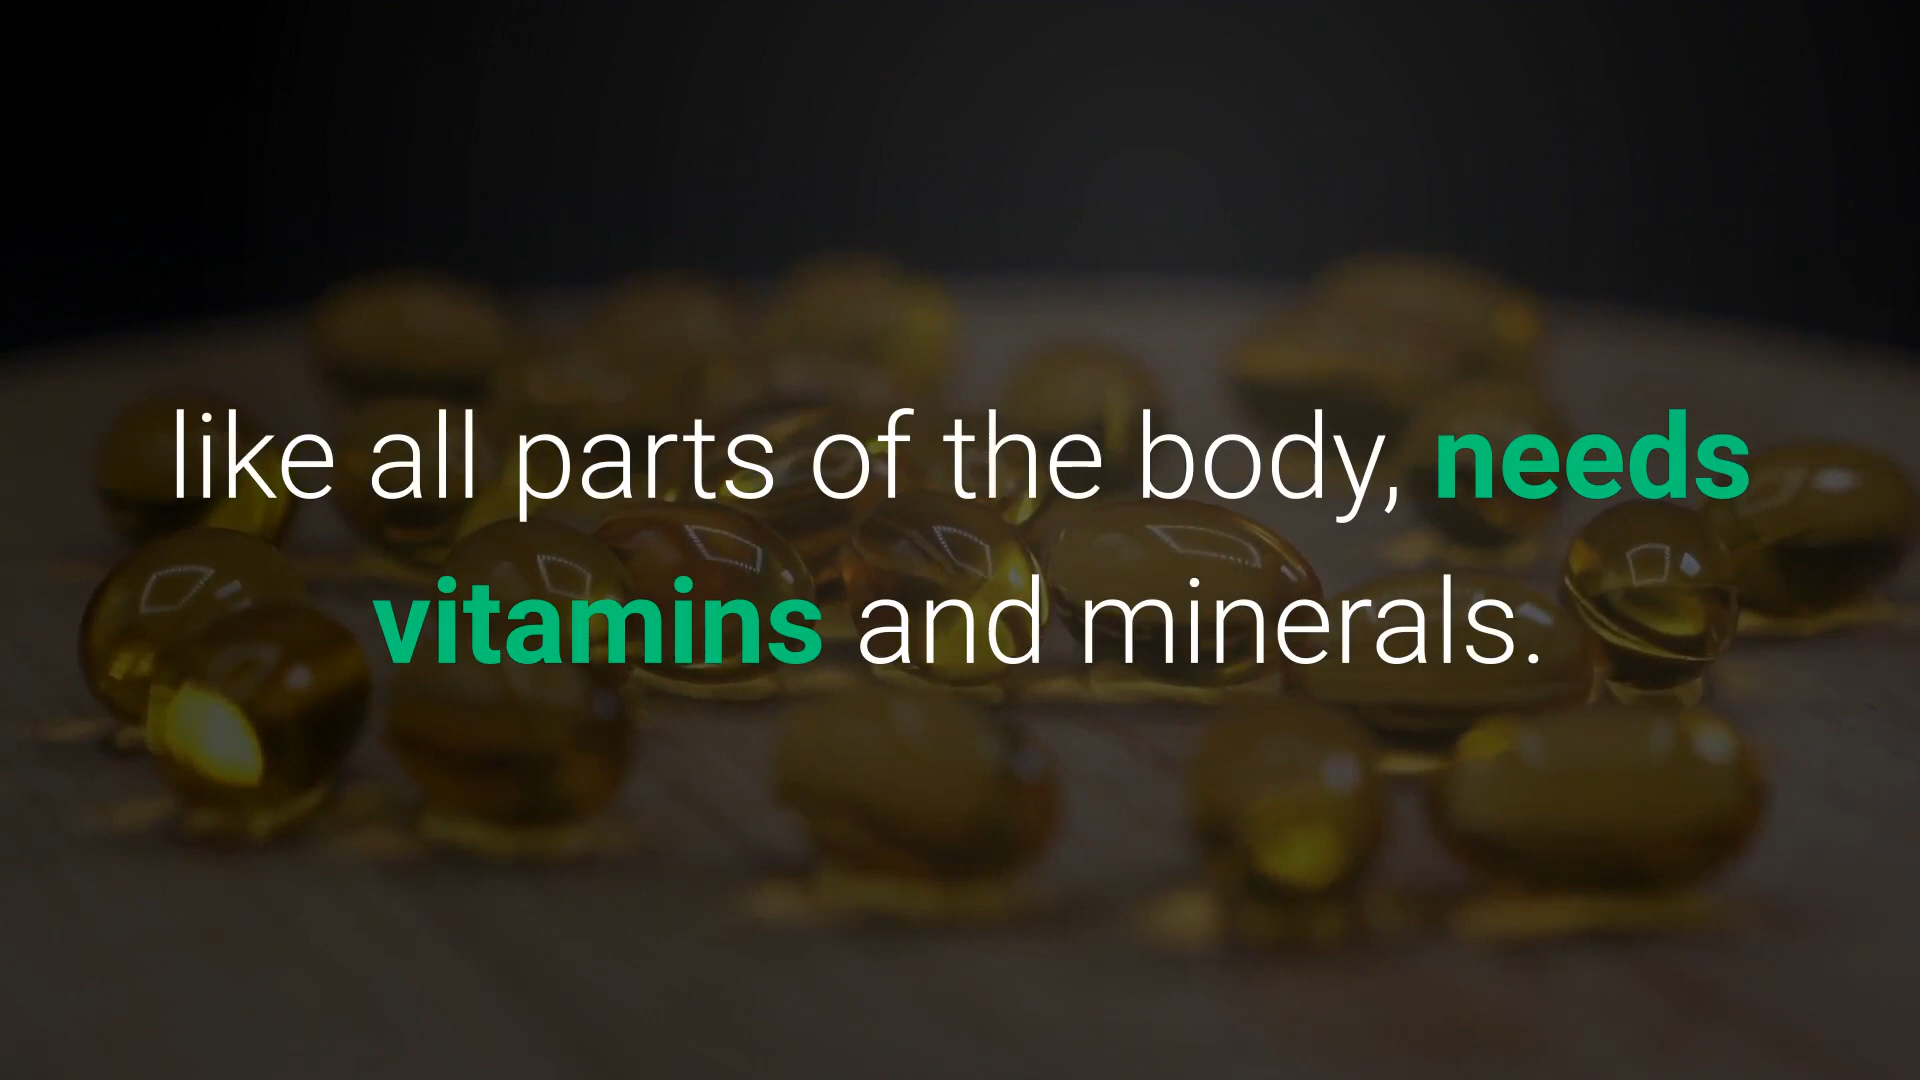 like all parts of the body, needs
vitamins and minerals.